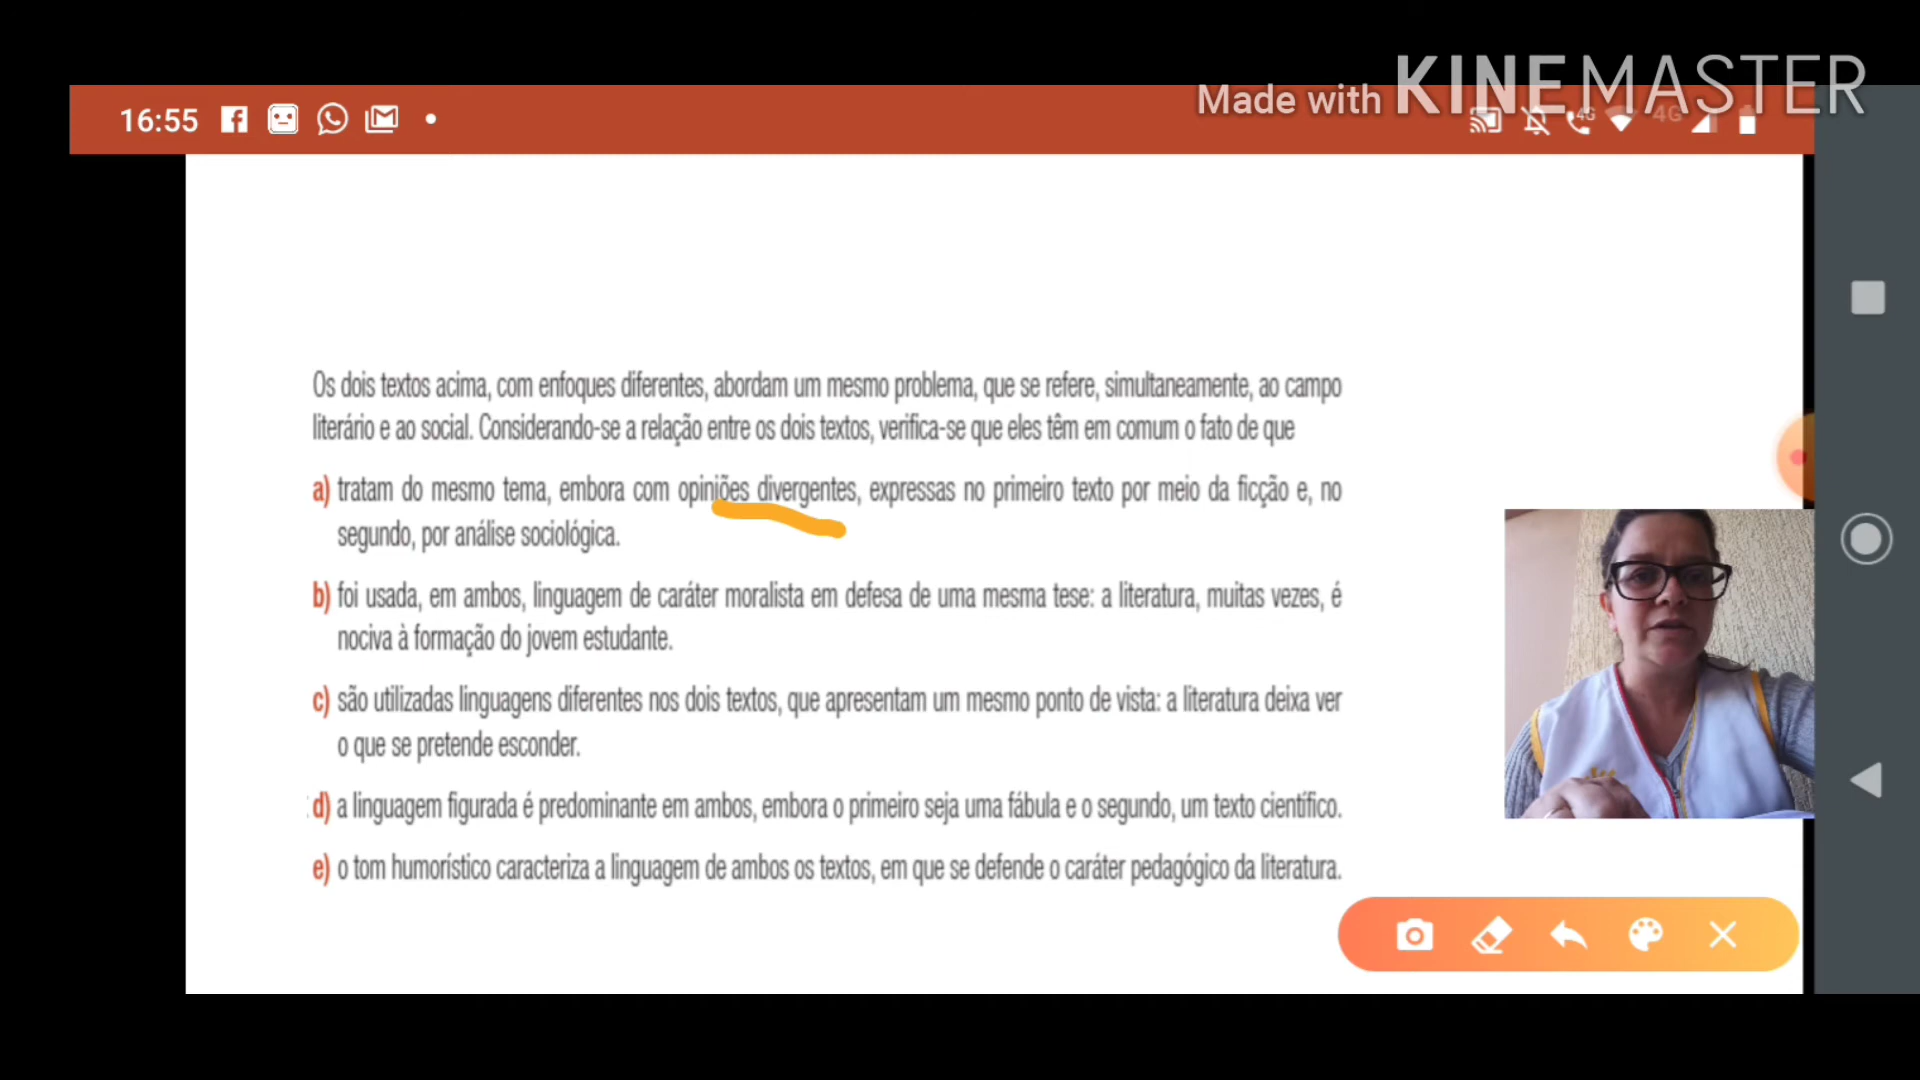 Made with KINEMASTER
16:55
4G
4G
Os dois textos acima, com enfoques diferentes, abordam um mesmo problema, que se refere, simultaneamente, ao campo
literário e ao social. Considerando-se a relação entre os dois textos, verifica-se que eles têm em comum o fato de que
a) tratam do mesmo tema, embora com opiniões divergentes, expressas no primeiro texto por meio da ficção e, no
segundo, por análise sociológica.
b) foi usada, em ambos, linguagem de caráter moralista em defesa de uma mesma tese: a literatura, muitas vezes, é
nociva à formação do jovem estudante.
c) são utilizadas linguagens diferentes nos dois textos, que apresentam um mesmo ponto de vista: a literatura deixa ver
o que se pretende esconder.
d) a linguagem figurada é predominante em ambos, embora o primeiro seja uma fábula e o segundo, um texto científico.
e) o tom humorístico caracteriza a linguagem de ambos os textos, em que se defende o caráter pedagógico da literatura.